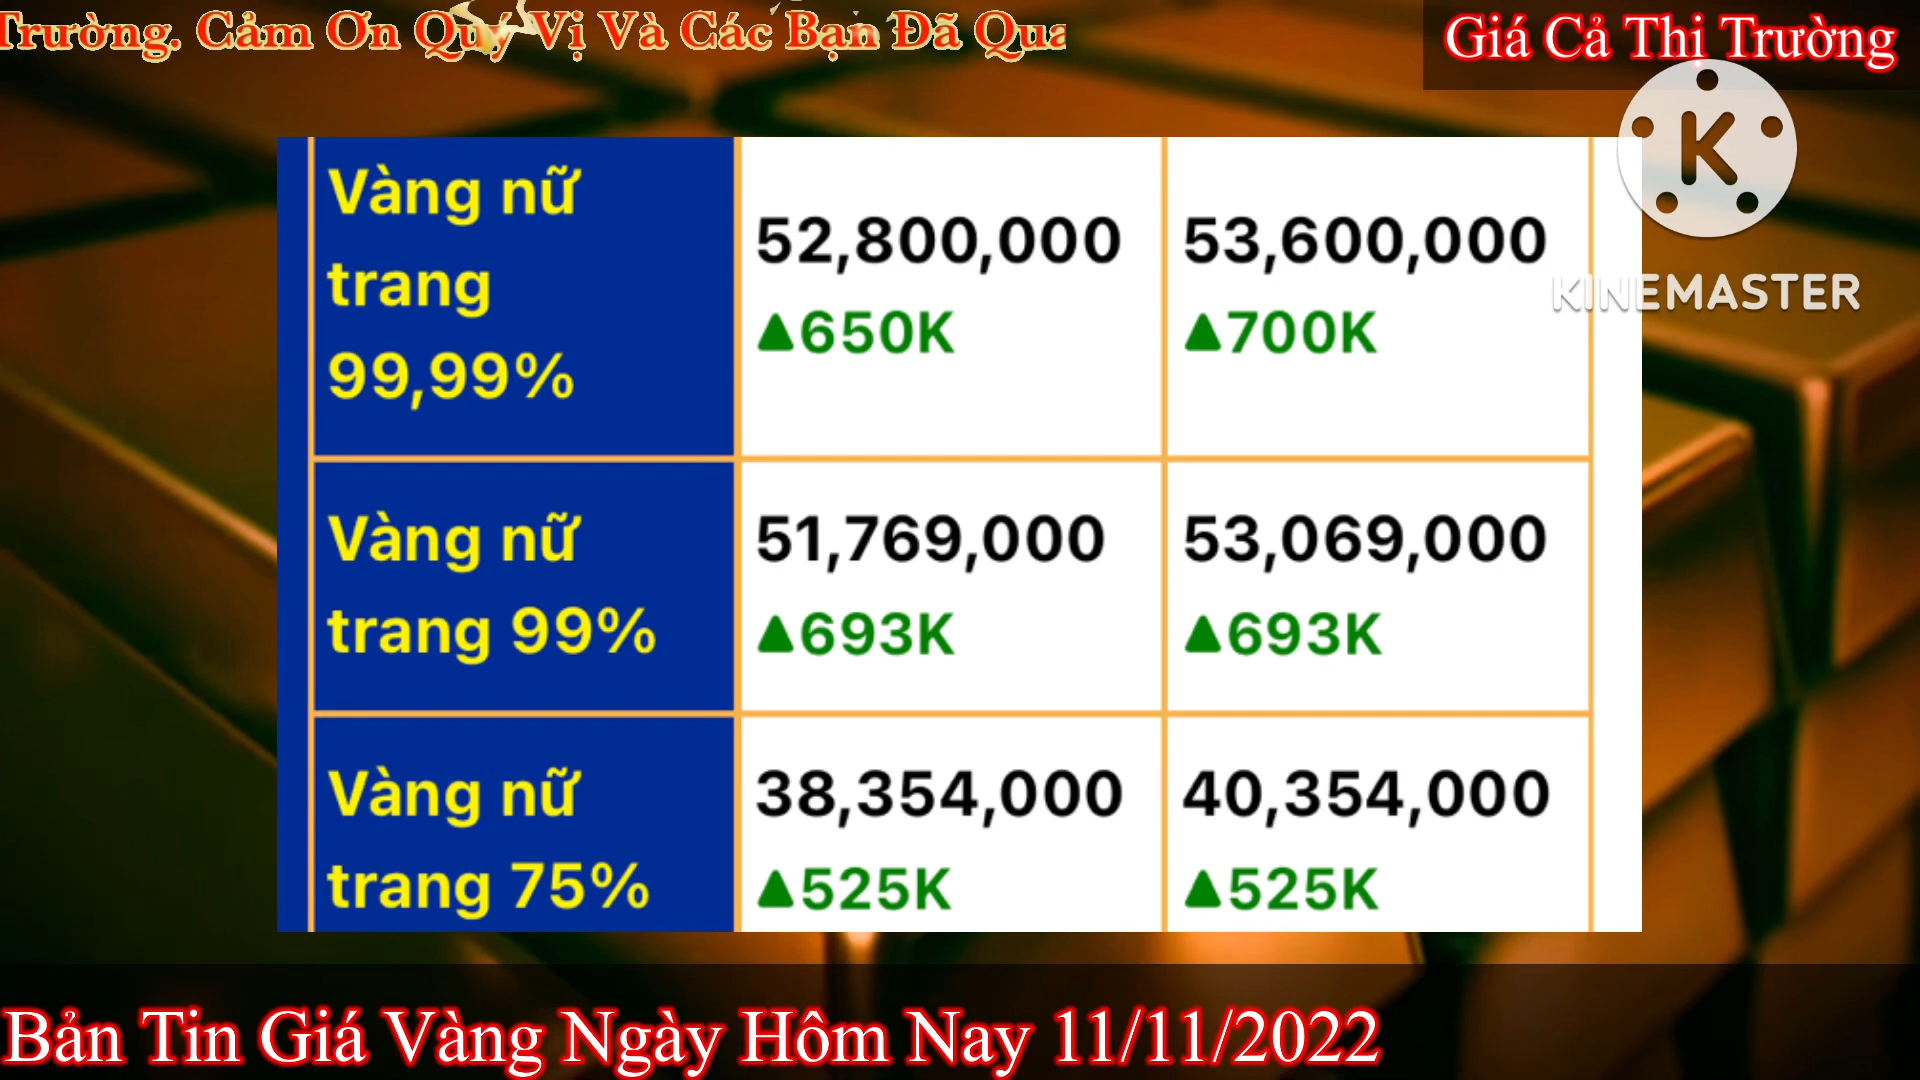 Trường. Cảm Ơn Quý Vị Và Các Bạn Đã Qua
Giá Cả Thị Trường
K
KINEMASTER
Vàng nữ
trang
99,99%
52,800,000
▲650K
53,600,000
▲700K
Vàng nữ
trang 99%
51,769,000
▲693K
53,069,000
▲693K
Vàng nữ
trang 75%
38,354,000
▲525K
40,354,000
▲525K
Bản Tin Giá Vàng Ngày Hôm Nay 11/11/2022